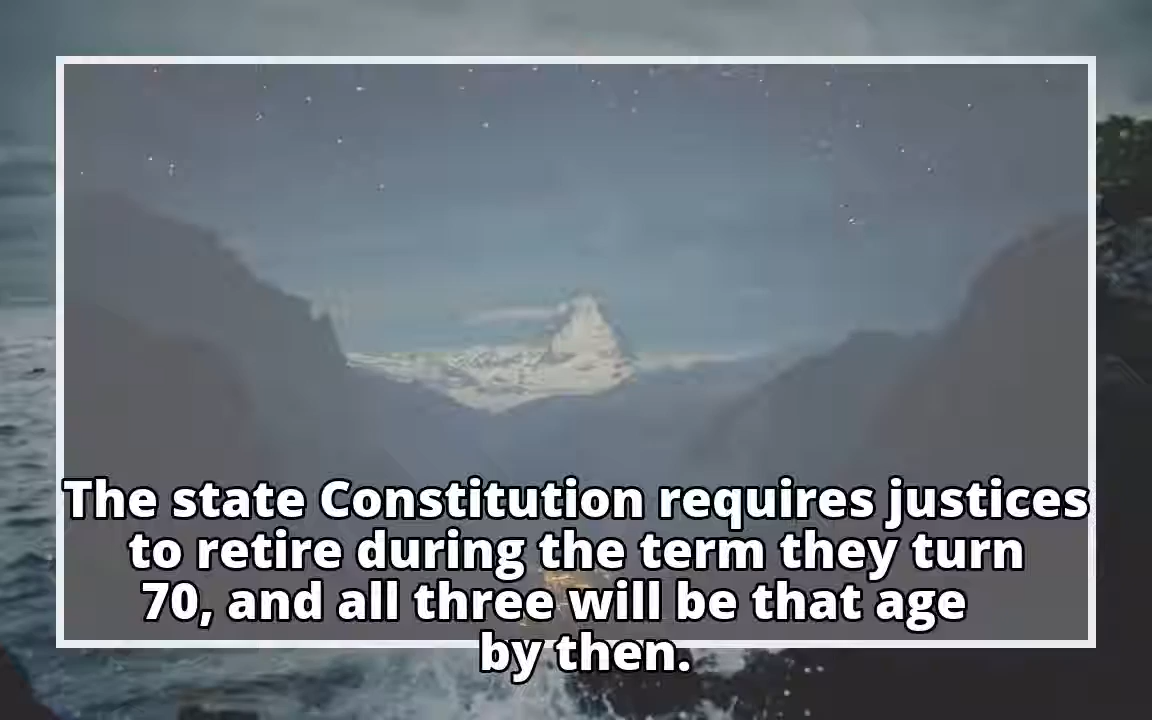 The state Constitution requires justices
to retire during the term they turn
70, and all three will be that age
by then.